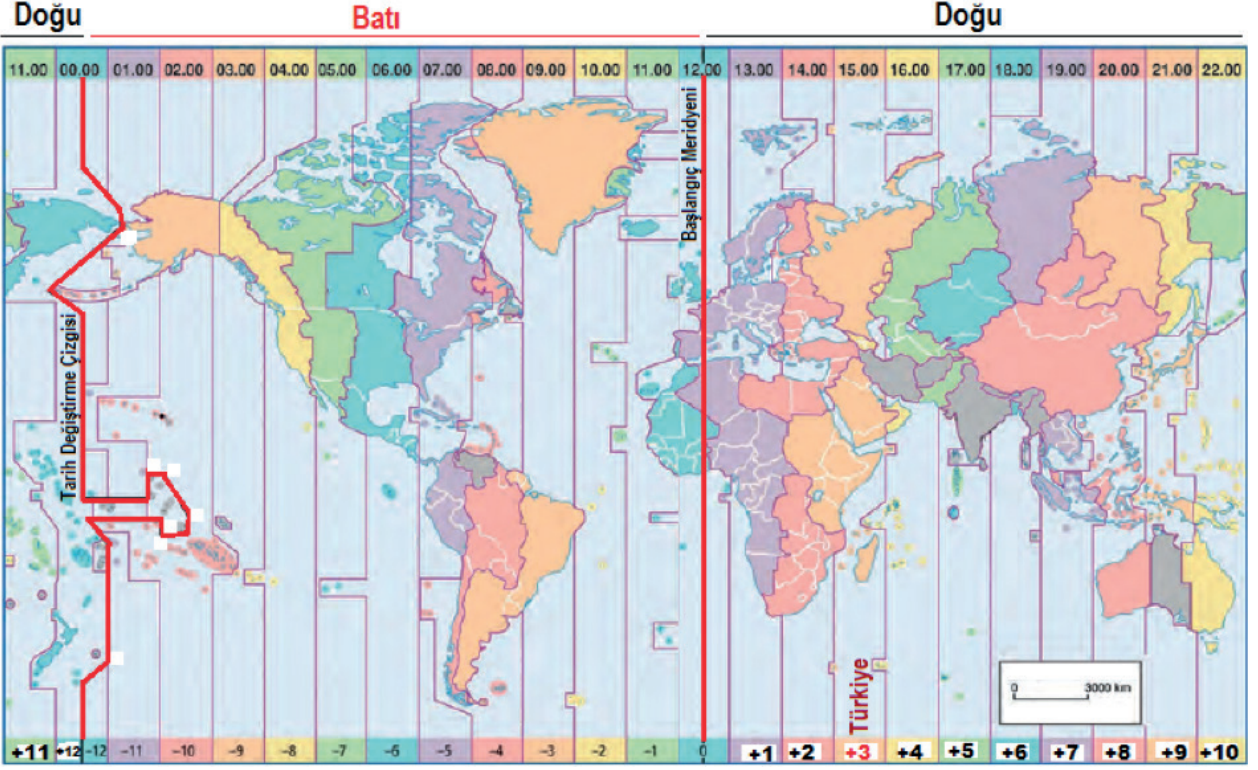 Doğu Batı Doğu
11.00 00.00 01.00 02.00 03.00 04.00 05.00 06.00 07.00 08.00 09.00 10.00 11.00 12.00 13.00 14.00 15.00 16.00 17.00 18.00 19.00 20.00 21.00 22.00
Başlangıç Meridyeni
Tarih Değiştirme Çizgisi
Türkiye
0 3000 km
+11 +12 –12 –11 –10 –9 –8 –7 –6 –5 –4 –3 –2 –1 0 +1 +2 +3 +4 +5 +6 +7 +8 +9 +10